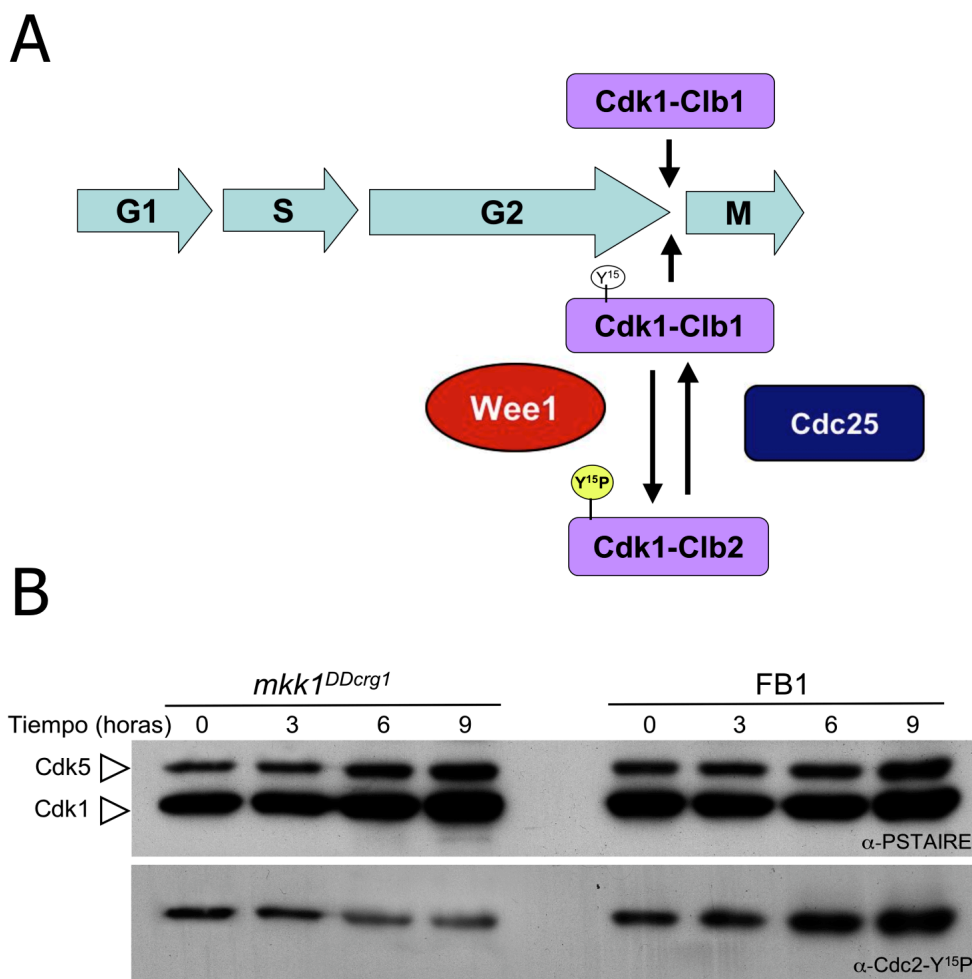 A
Cdk1-Clb1
G1 S G2 M
Y15
Cdk1-Clb1
Wee1
Cdc25
Y15P
Cdk1-Clb2
B
mkk1DDcrg1 FB1
Tiempo (horas) 0 3 6 9 0 3 6 9
Cdk5
Cdk1
α-PSTAIRE
α-Cdc2-Y15P